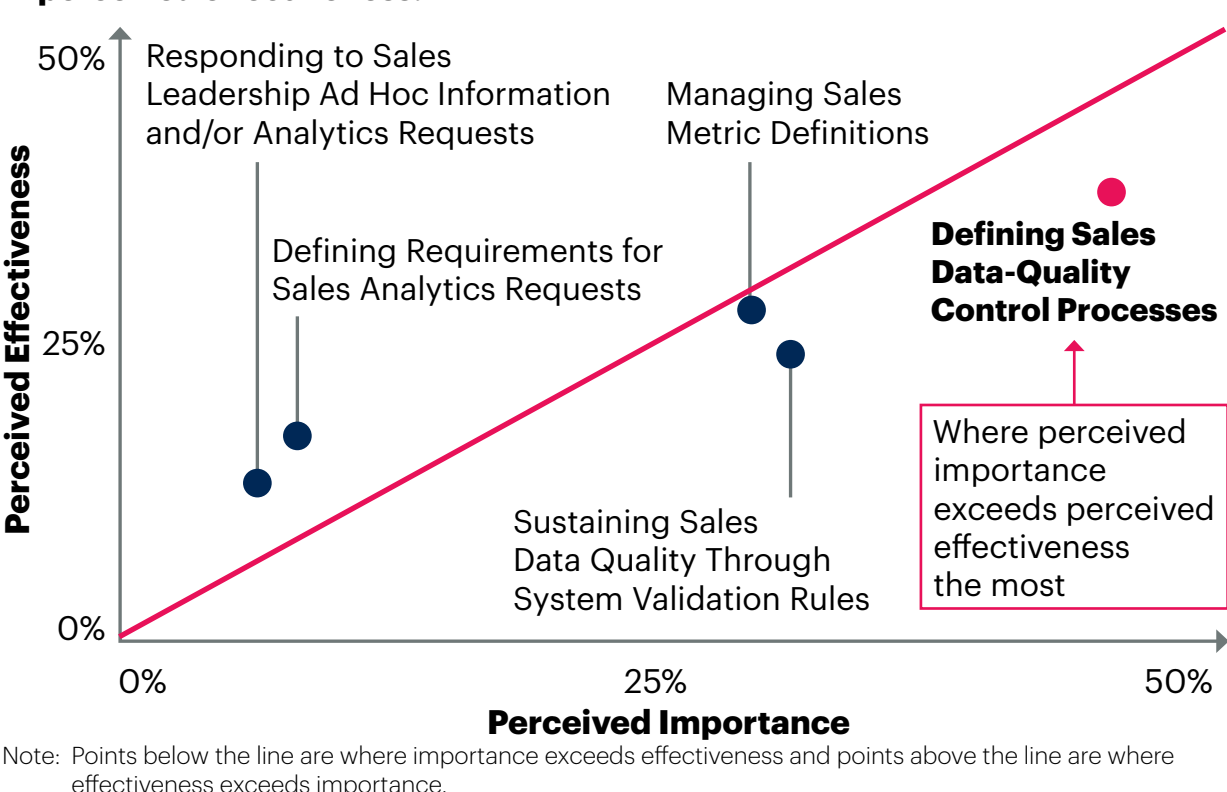 50%
Responding to Sales
Leadership Ad Hoc Information
and/or Analytics Requests
Managing Sales
Metric Definitions
Defining Requirements for
Sales Analytics Requests
Defining Sales
Data-Quality
Control Processes
Perceived Effectiveness
25%
Where perceived
importance
exceeds perceived
effectiveness
the most
Sustaining Sales
Data Quality Through
System Validation Rules
0%
0%
25%
50%
Perceived Importance
Note: Points below the line are where importance exceeds effectiveness and points above the line are where
effectiveness exceeds importance.